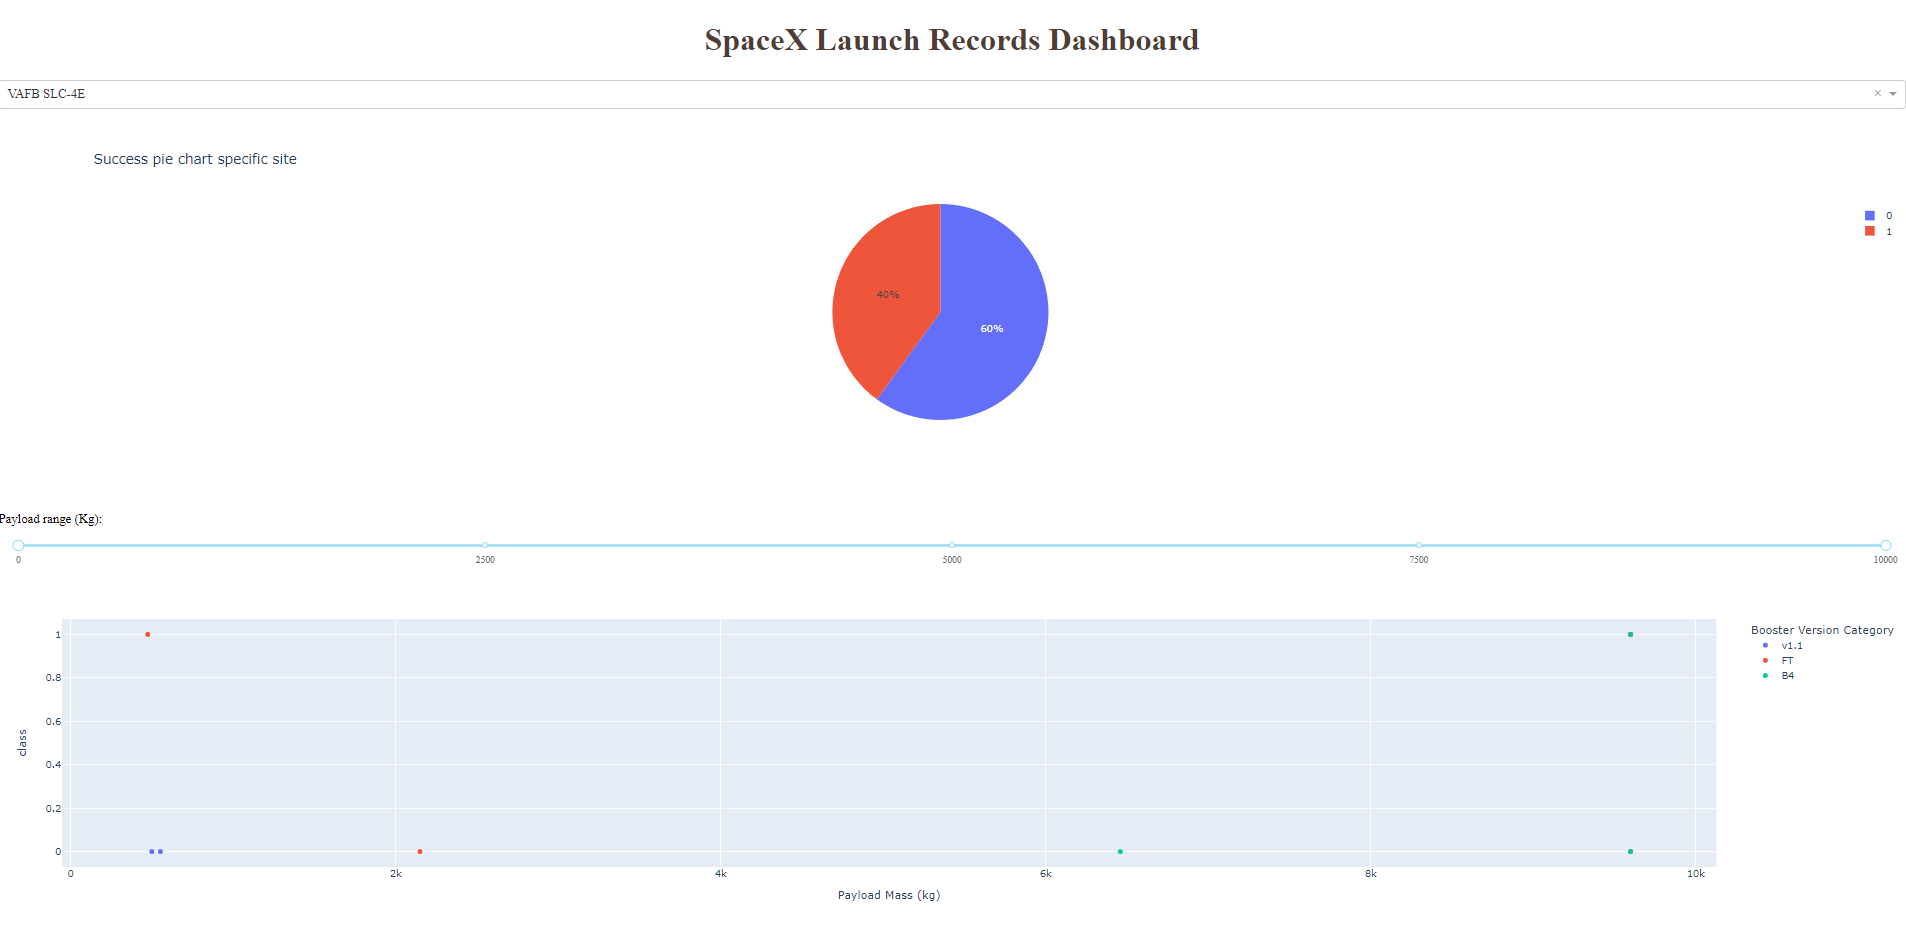 SpaceX Launch Records Dashboard
VAFB SLC-4E
×
Success pie chart specific site
0
1
40%
60%
Payload range (Kg):
0 2500 5000 7500 10000
Booster Version Category
v1.1
FT
B4
1
0.8
0.6
0.4
0.2
0
class
0 2k 4k 6k 8k 10k
Payload Mass (kg)